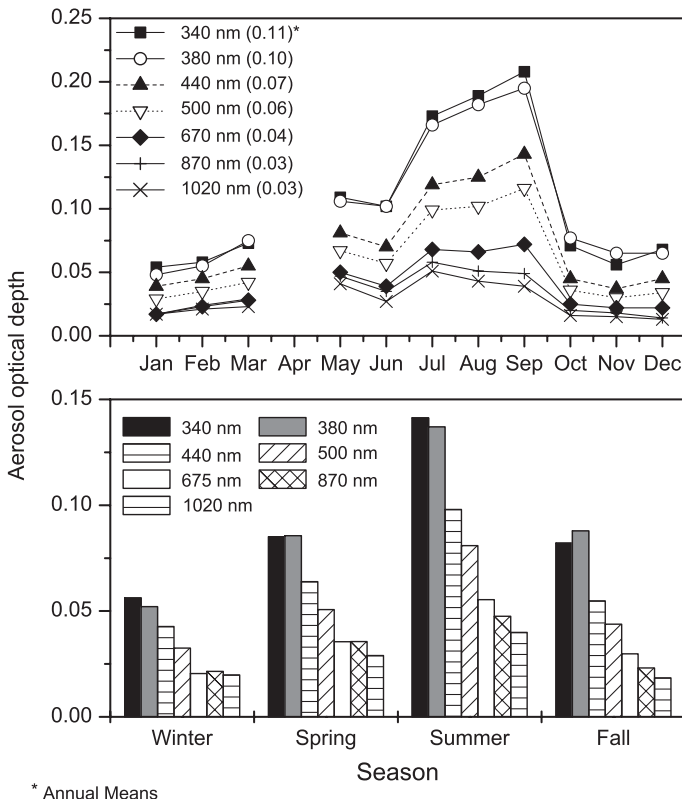 Aerosol optical depth
0.25
0.20
0.15
0.10
0.05
0.00
340 nm (0.11)*
380 nm (0.10)
440 nm (0.07)
500 nm (0.06)
670 nm (0.04)
870 nm (0.03)
1020 nm (0.03)
Jan Feb Mar Apr May Jun Jul Aug Sep Oct Nov Dec
0.15
0.10
0.05
0.00
340 nm 380 nm
440 nm 500 nm
675 nm 870 nm
1020 nm
Winter Spring Summer Fall
Season
* Annual Means